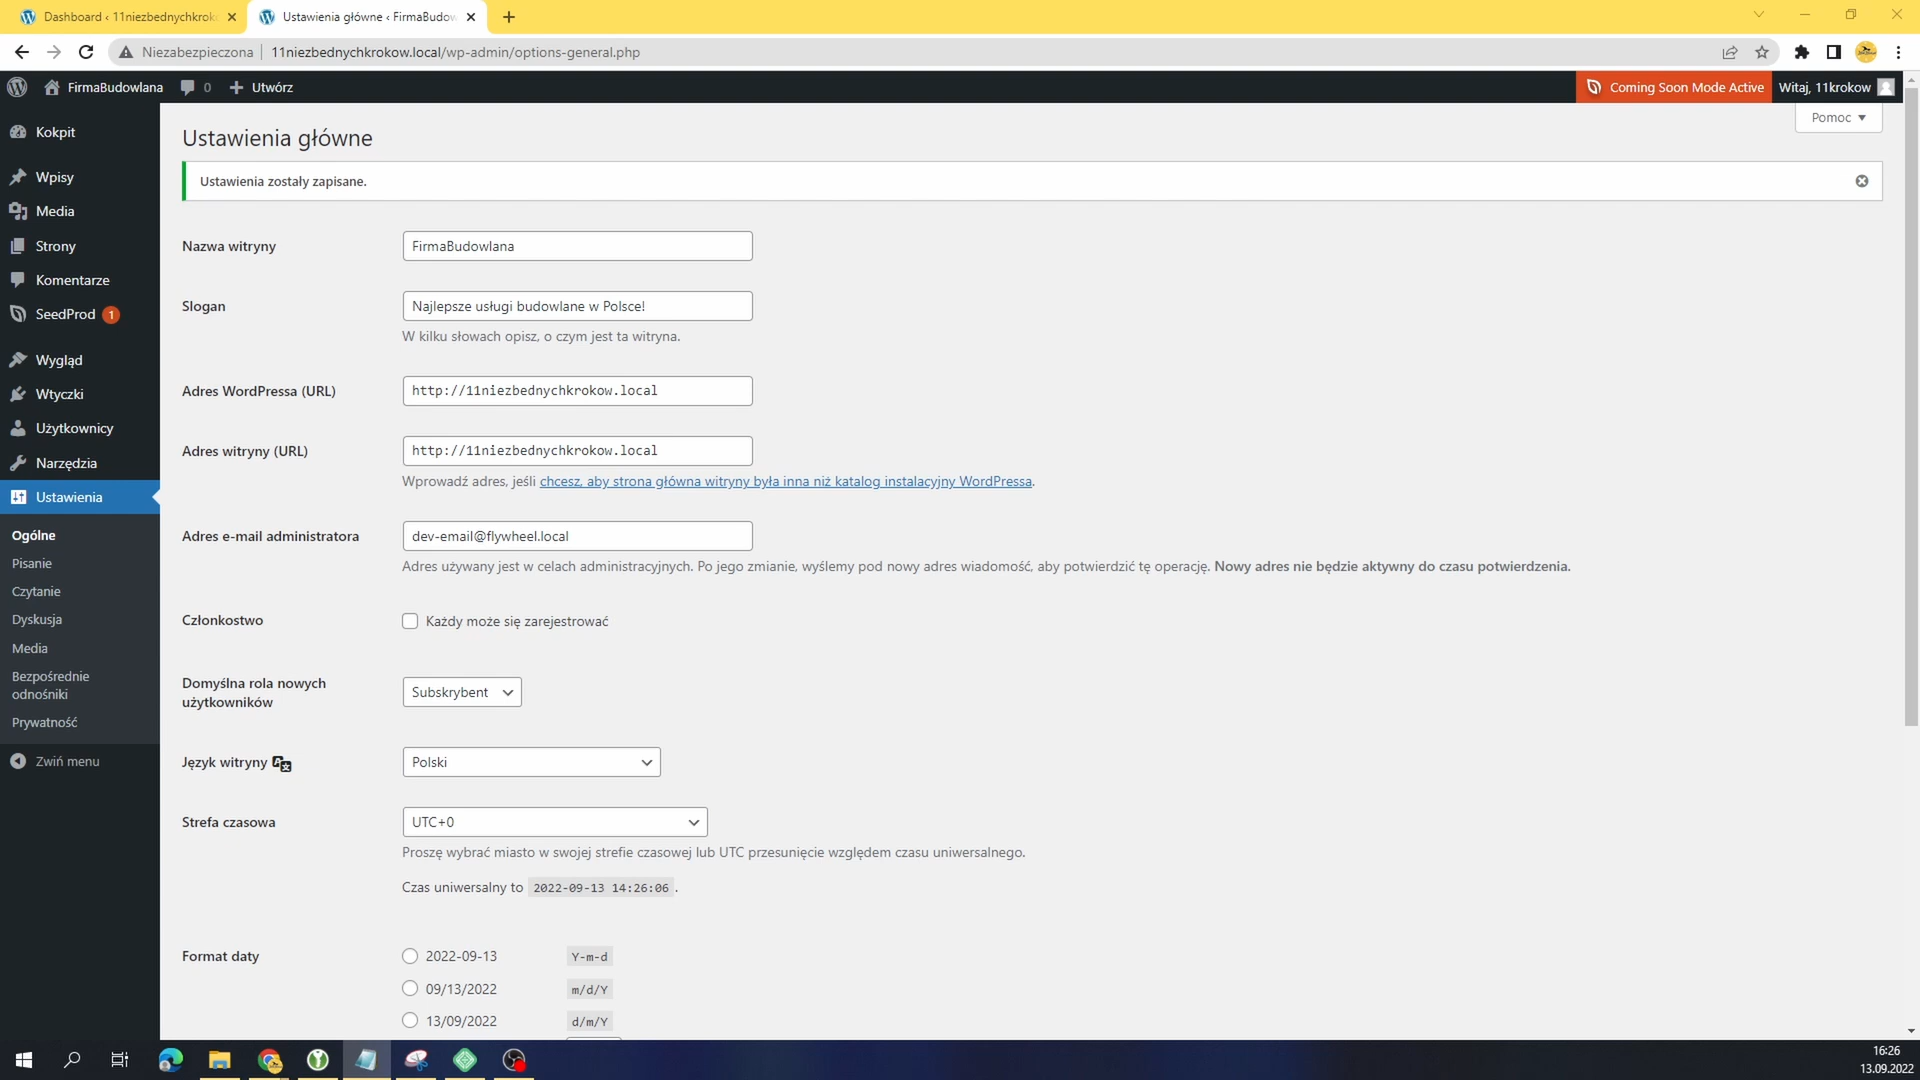 Dashboard ‹ 11niezbednychkrok
Ustawienia główne ‹ FirmaBudow
Niezabezpieczona
11niezbednychkrokow.local/wp-admin/options-general.php
FirmaBudowlana
0
Utwórz
Coming Soon Mode Active
Witaj, 11krokow
Kokpit
Wpisy
Media
Strony
Komentarze
SeedProd 1
Wygląd
Wtyczki
Użytkownicy
Narzędzia
Ustawienia
Ogólne
Pisanie
Czytanie
Dyskusja
Media
Bezpośrednie
odnośniki
Prywatność
Zwiń menu
Pomoc
Ustawienia główne
Ustawienia zostały zapisane.
Nazwa witryny
FirmaBudowlana
Slogan
Najlepsze usługi budowlane w Polsce!
W kilku słowach opisz, o czym jest ta witryna.
Adres WordPressa (URL)
http://11niezbednychkrokow.local
Adres witryny (URL)
http://11niezbednychkrokow.local
Wprowadź adres, jeśli chcesz, aby strona główna witryny była inna niż katalog instalacyjny WordPressa.
Adres e-mail administratora
dev-email@flywheel.local
Adres używany jest w celach administracyjnych. Po jego zmianie, wyślemy pod nowy adres wiadomość, aby potwierdzić tę operację. Nowy adres nie będzie aktywny do czasu potwierdzenia.
Członkostwo
Każdy może się zarejestrować
Domyślna rola nowych
użytkowników
Subskrybent
Język witryny
Polski
Strefa czasowa
UTC+0
Proszę wybrać miasto w swojej strefie czasowej lub UTC przesunięcie względem czasu uniwersalnego.
Czas uniwersalny to 2022-09-13 14:26:06 .
Format daty
2022-09-13 Y-m-d
09/13/2022 m/d/Y
13/09/2022 d/m/Y
16:26
13.09.2022